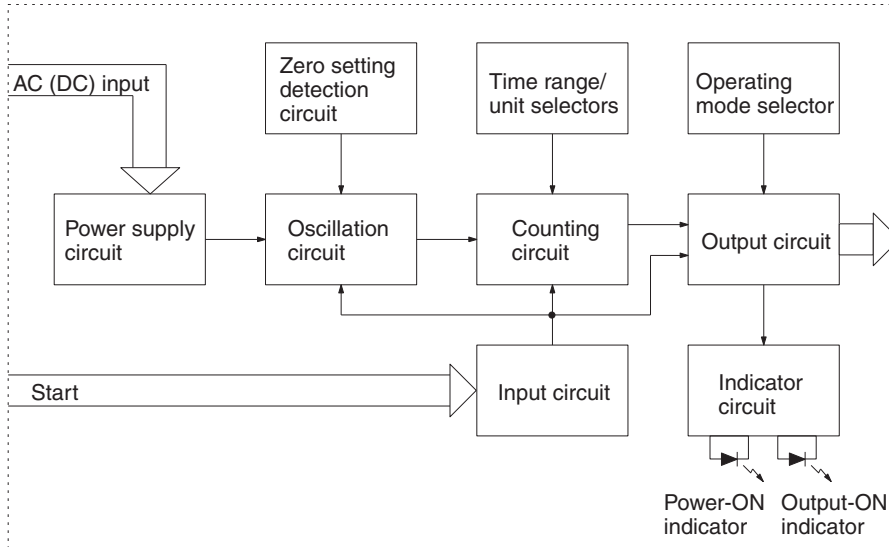 AC (DC) input
Zero setting
detection
circuit
Time range/
unit selectors
Operating
mode selector
Power supply
circuit
Oscillation
circuit
Counting
circuit
Output circuit
Start
Input circuit
Indicator
circuit
Power-ON
indicator
Output-ON
indicator